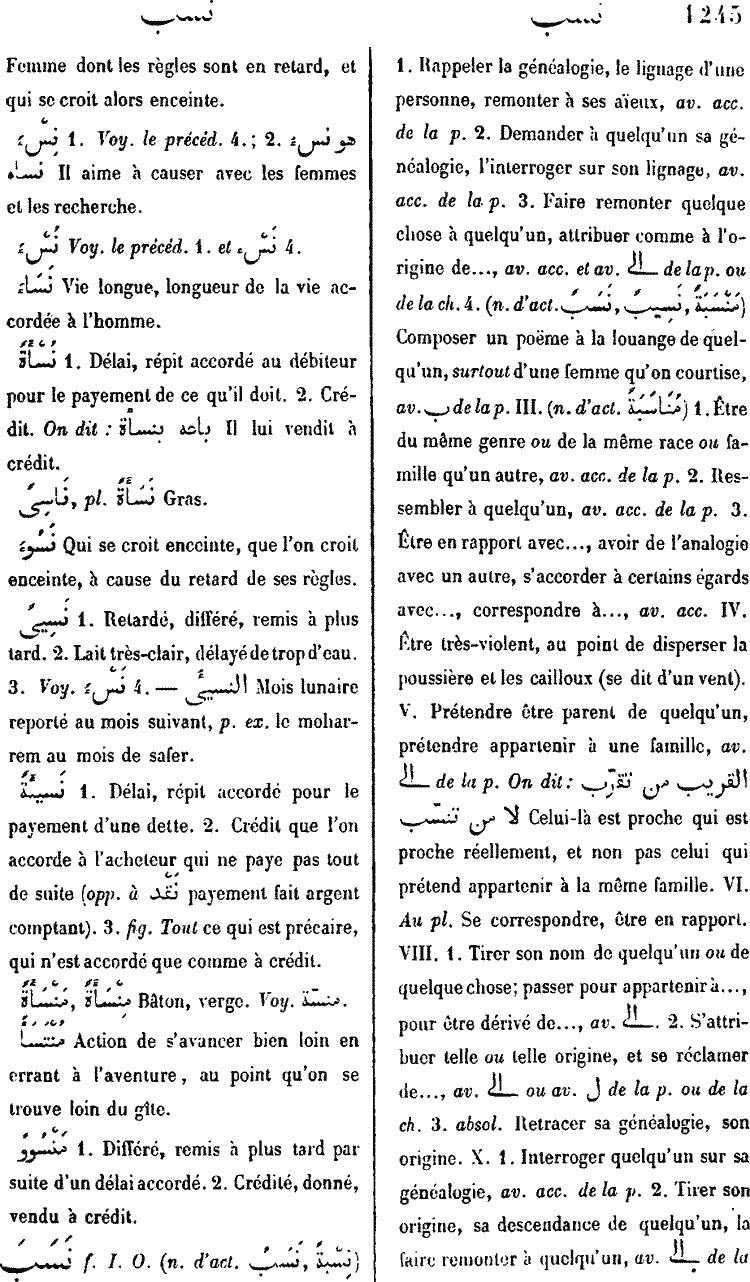 نسب
نسب 1245
Femme dont les règles sont en retard, et
qui se croit alors enceinte.
نِسْء 1. Voy. le précéd. 4.; 2. هو نسء
نساء Il aime à causer avec les femmes
et les recherche.
نُسْء Voy. le précéd. 1. et نَسْء 4.
نَسَاء Vie longue, longueur de la vie ac-
cordée à l'homme.
نُسْأَةٌ 1. Délai, répit accordé au débiteur
pour le payement de ce qu'il doit. 2. Cré-
dit. On dit : باعه بنسأة Il lui vendit à
crédit.
نَاسِئٌ, pl. نَسَأَةٌ Gras.
نَسُوء Qui se croit enceinte, que l'on croit
enceinte, à cause du retard de ses règles.
نَسِيئٌ 1. Retardé, différé, remis à plus
tard. 2. Lait très-clair, délayé de trop d'eau.
3. Voy. نَسْء 4. — النسيئ Mois lunaire
reporté au mois suivant, p. ex. le mohar-
rem au mois de safer.
نَسِيئَةٌ 1. Délai, répit accordé pour le
payement d'une dette. 2. Crédit que l'on
accorde à l'acheteur qui ne paye pas tout
de suite (opp. à نَقْد payement fait argent
comptant). 3. fig. Tout ce qui est précaire,
qui n'est accordé que comme à crédit.
مِنْسَأَةٌ, مَنْسَأَةٌ Bâton, verge. Voy. منسّة.
مُنْتَسَأ Action de s'avancer bien loin en
errant à l'aventure, au point qu'on se
trouve loin du gîte.
مَنْسُوؤ 1. Différé, remis à plus tard par
suite d'un délai accordé. 2. Crédité, donné,
vendu à crédit.
نَسَبَ f. I. O. (n. d'act. نَسَب, نِسْبَةٌ)
1. Rappeler la généalogie, le lignage d'une
personne, remonter à ses aïeux, av. acc.
de la p. 2. Demander à quelqu'un sa gé-
néalogie, l'interroger sur son lignage, av.
acc. de la p. 3. Faire remonter quelque
chose à quelqu'un, attribuer comme à l'o-
rigine de..., av. acc. et av. الى de la p. ou
de la ch. 4. (n. d'act. نَسَبٌ, نَسِيبٌ, مَنْسَبَةٌ)
Composer un poëme à la louange de quel-
qu'un, surtout d'une femme qu'on courtise,
av. ب de la p. III. (n. d'act. مُنَاسَبَةٌ) 1. Être
du même genre ou de la même race ou fa-
mille qu'un autre, av. acc. de la p. 2. Res-
sembler à quelqu'un, av. acc. de la p. 3.
Être en rapport avec..., avoir de l'analogie
avec un autre, s'accorder à certains égards
avec..., correspondre à..., av. acc. IV.
Être très-violent, au point de disperser la
poussière et les cailloux (se dit d'un vent).
V. Prétendre être parent de quelqu'un,
prétendre appartenir à une famille, av.
الى de la p. On dit : القريب من تقرّب
لا من تنسّب Celui-là est proche qui est
proche réellement, et non pas celui qui
prétend appartenir à la même famille. VI.
Au pl. Se correspondre, être en rapport.
VIII. 1. Tirer son nom de quelqu'un ou de
quelque chose; passer pour appartenir à...,
pour être dérivé de..., av. الى. 2. S'attri-
buer telle ou telle origine, et se réclamer
de..., av. الى ou av. ل de la p. ou de la
ch. 3. absol. Retracer sa généalogie, son
origine. X. 1. Interroger quelqu'un sur sa
généalogie, av. acc. de la p. 2. Tirer son
origine, sa descendance de quelqu'un, la
faire remonter à quelqu'un, av. الى de la